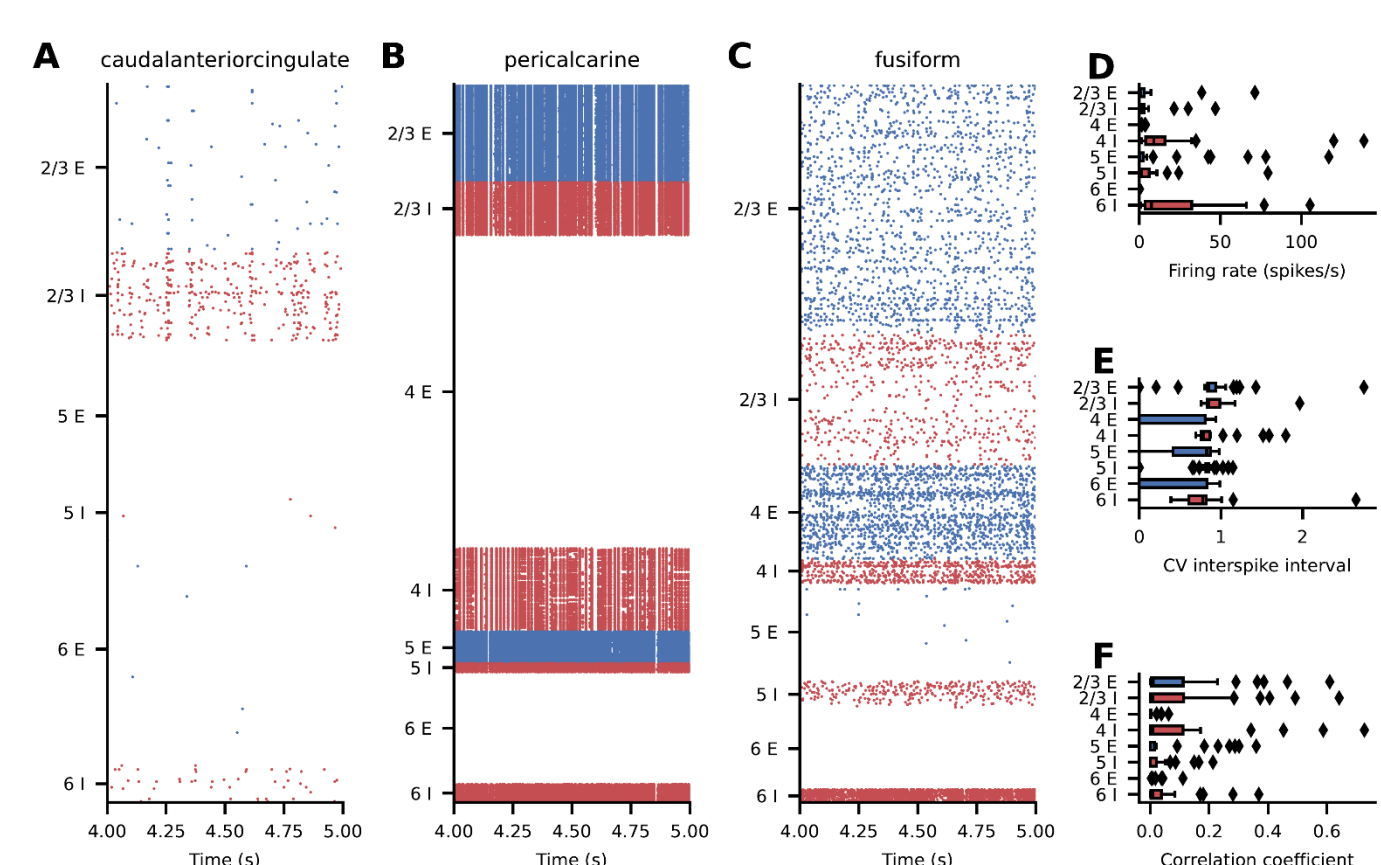 A
caudalanteriorcingulate
2/3 E
2/3 I
5 E
5 I
6 E
6 I
4.00 4.25 4.50 4.75 5.00
Time (s)
B
pericalcarine
2/3 E
2/3 I
4 E
4 I
5 E
5 I
6 E
6 I
4.00 4.25 4.50 4.75 5.00
Time (s)
C
fusiform
2/3 E
2/3 I
4 E
4 I
5 E
5 I
6 E
6 I
4.00 4.25 4.50 4.75 5.00
Time (s)
D
2/3 E
2/3 I
4 E
4 I
5 E
5 I
6 E
6 I
0 50 100
Firing rate (spikes/s)
E
2/3 E
2/3 I
4 E
4 I
5 E
5 I
6 E
6 I
0 1 2
CV interspike interval
F
2/3 E
2/3 I
4 E
4 I
5 E
5 I
6 E
6 I
0.0 0.2 0.4 0.6
Correlation coefficient